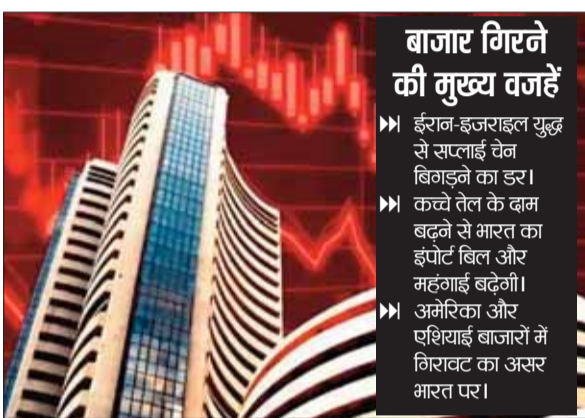 बाजार गिरने
की मुख्य वजहें
ईरान-इजराइल युद्ध
से सप्लाई चेन
बिगड़ने का डर।
कच्चे तेल के दाम
बढ़ने से भारत का
इंपोर्ट बिल और
महंगाई बढ़ेगी।
अमेरिका और
एशियाई बाजारों में
गिरावट का असर
भारत पर।